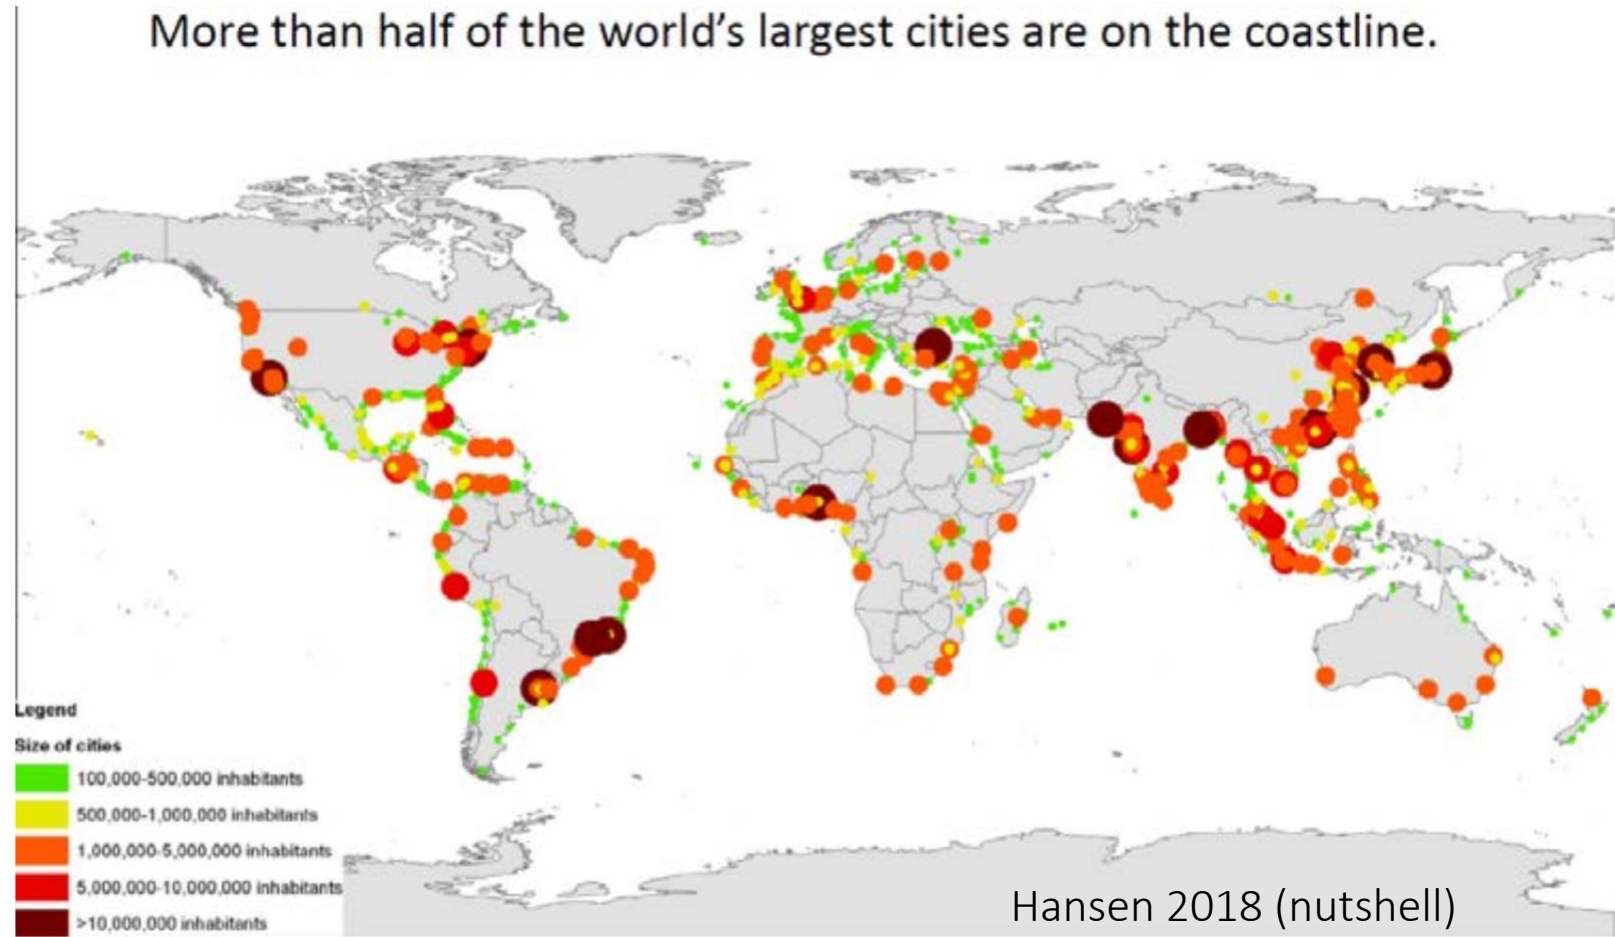 More than half of the world's largest cities are on the coastline.
Legend
Size of cities
100,000-500,000 inhabitants
500,000-1,000,000 inhabitants
1,000,000-5,000,000 inhabitants
5,000,000-10,000,000 inhabitants
>10,000,000 inhabitants
Hansen 2018 (nutshell)